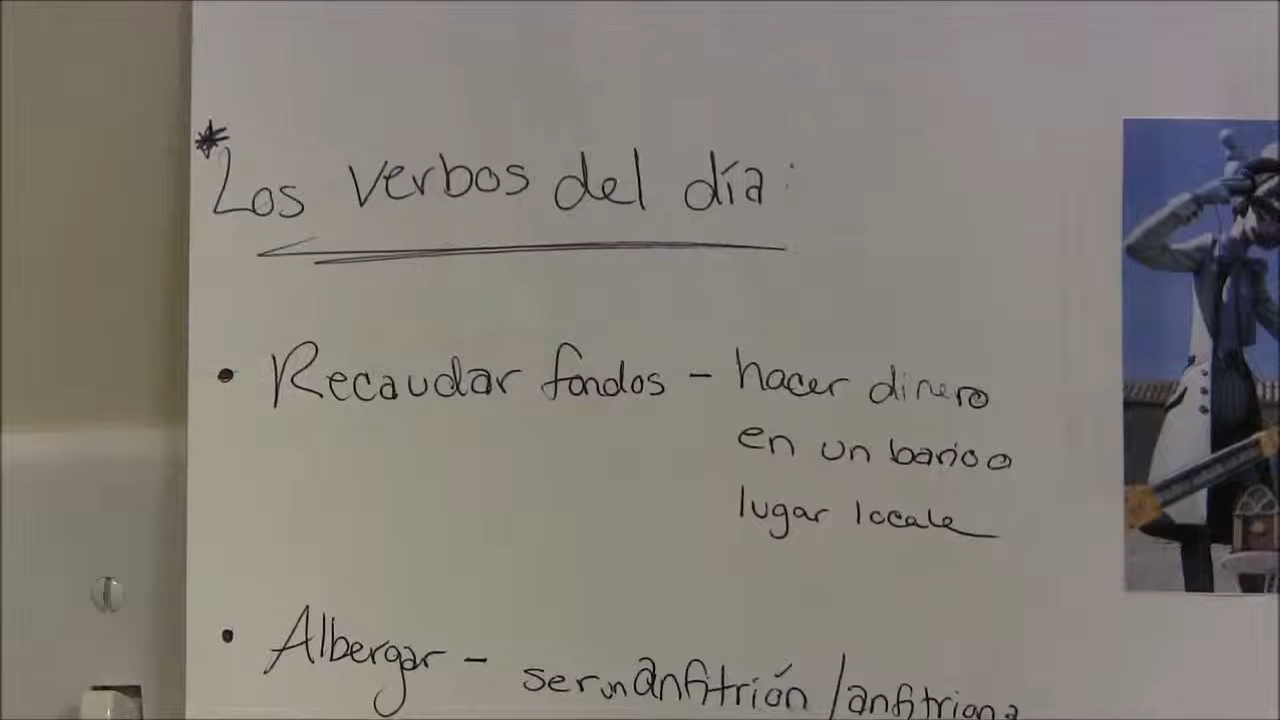 *Los verbos del día:
• Recaudar fondos - hacer dinero
en un barrio o
lugar locale
• Albergar - ser un anfitrión /anfitriona